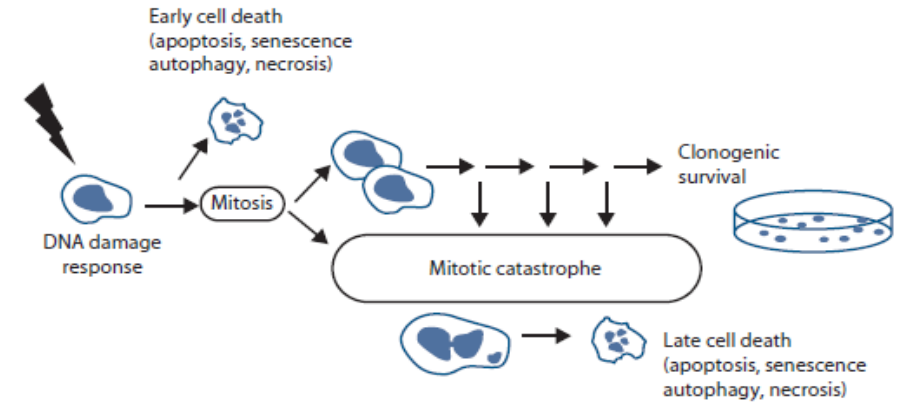 Early cell death
(apoptosis, senescence
autophagy, necrosis)
Mitosis
Clonogenic
survival
DNA damage
response
Mitotic catastrophe
Late cell death
(apoptosis, senescence
autophagy, necrosis)